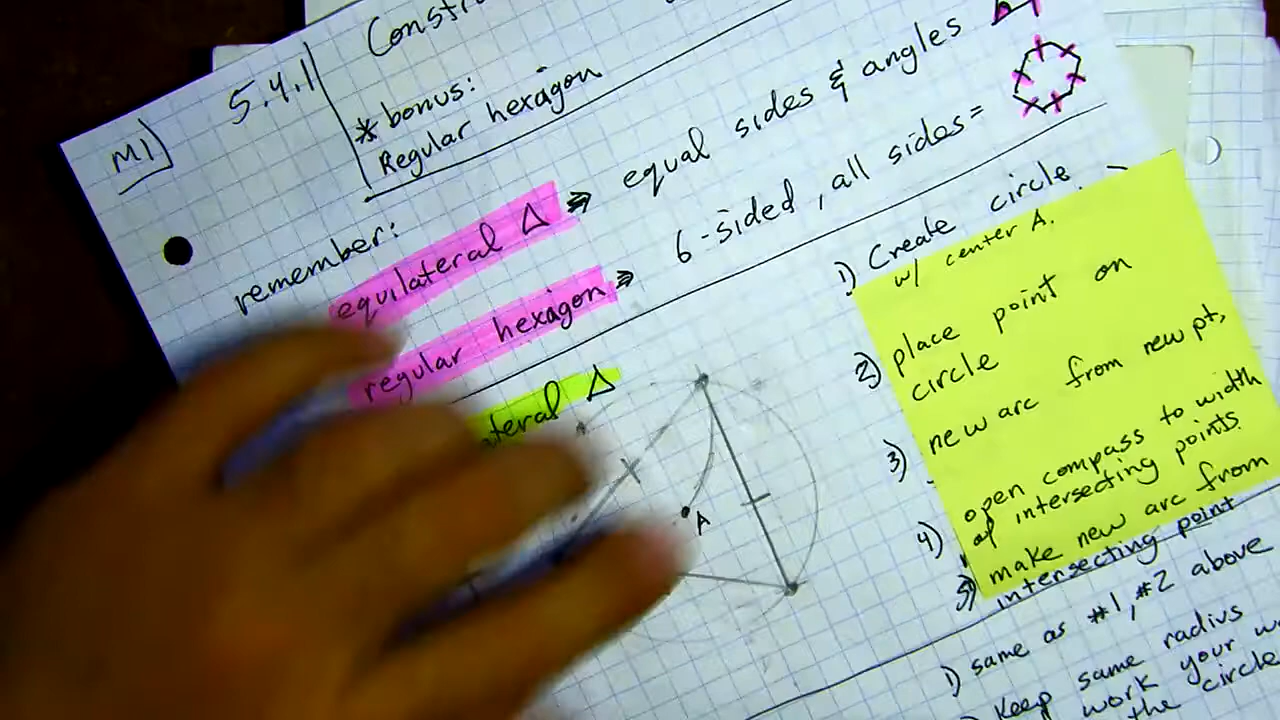 M1)
5.4.1
Constr
* bonus:
Regular hexagon
remember:
equilateral Δ ⇒ equal sides & angles
regular hexagon ⇒ 6-sided, all sides =
ateral Δ
A
1) Create circle
w/ center A.
2) place point on
circle
3) new arc from new pt,
4) open compass to width
of intersecting points.
5) make new arc from
intersecting point
1) same as #1, #2 above
Keep same radius
work your
the circle